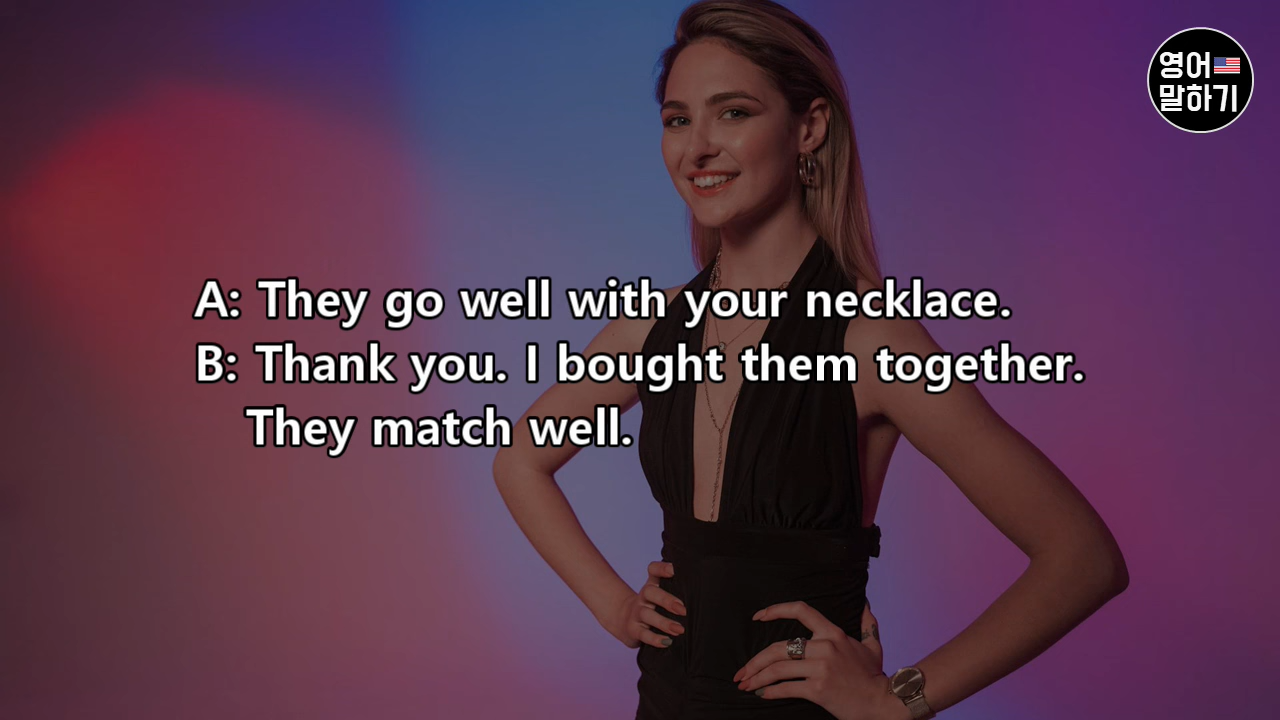 영어
말하기
A: They go well with your necklace.
B: Thank you. I bought them together.
They match well.